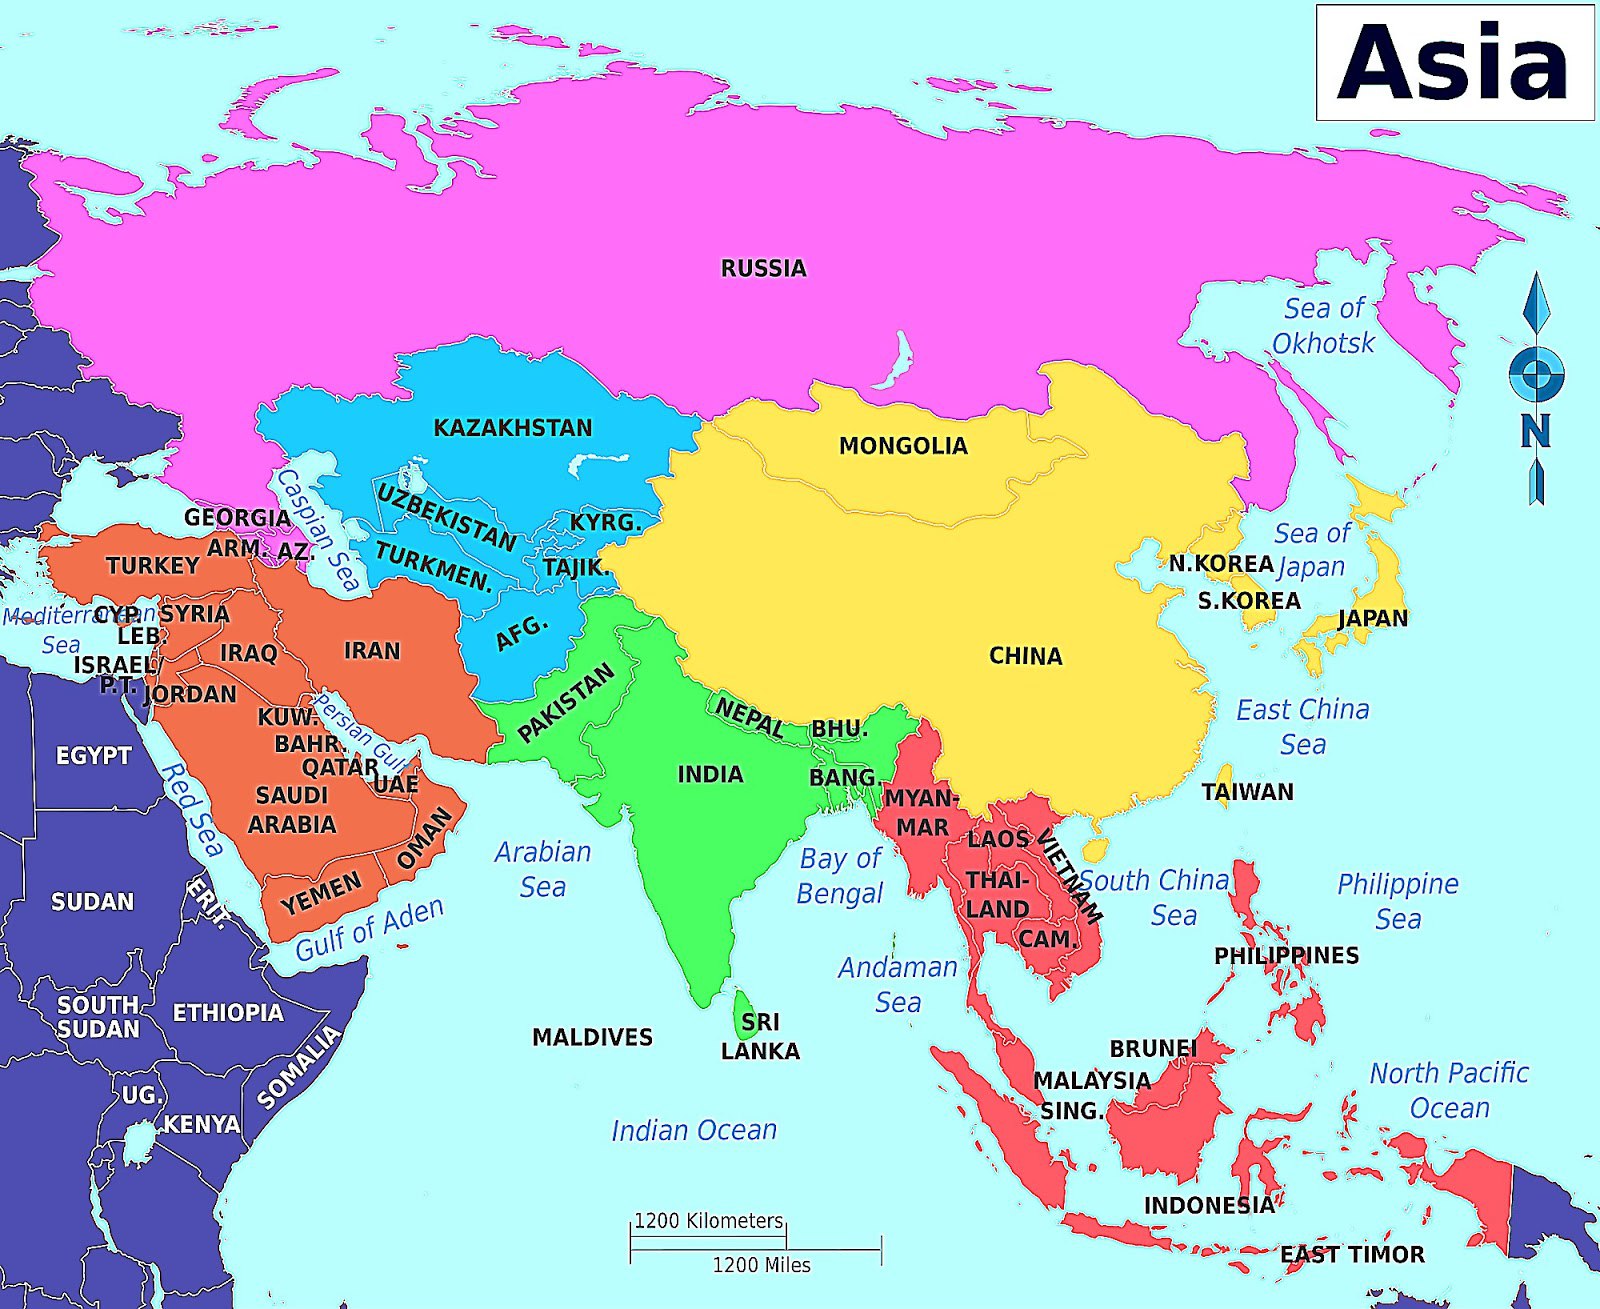 Asia
RUSSIA
Sea of
Okhotsk
KAZAKHSTAN
MONGOLIA
N
Caspian Sea
UZBEKISTAN
KYRG.
GEORGIA
ARM.
AZ.
TURKEY
TURKMEN.
TAJIK.
Sea of
Japan
N.KOREA
S.KOREA
JAPAN
Mediterranean
Sea
CYP.
SYRIA
LEB.
ISRAEL/
P.T.
JORDAN
IRAQ
IRAN
AFG.
CHINA
PAKISTAN
NEPAL
BHU.
KUW.
Persian Gulf
BAHR.
QATAR
UAE
EGYPT
Red Sea
SAUDI
ARABIA
OMAN
YEMEN
INDIA
BANG.
MYAN-
MAR
LAOS
VIETNAM
THAI-
LAND
CAM.
East China
Sea
TAIWAN
Arabian
Sea
Bay of
Bengal
South China
Sea
Philippine
Sea
SUDAN
ERIT.
Gulf of Aden
Andaman
Sea
PHILIPPINES
SOUTH
SUDAN
ETHIOPIA
SOMALIA
MALDIVES
SRI
LANKA
BRUNEI
MALAYSIA
SING.
North Pacific
Ocean
UG.
KENYA
Indian Ocean
INDONESIA
EAST TIMOR
1200 Kilometers
1200 Miles